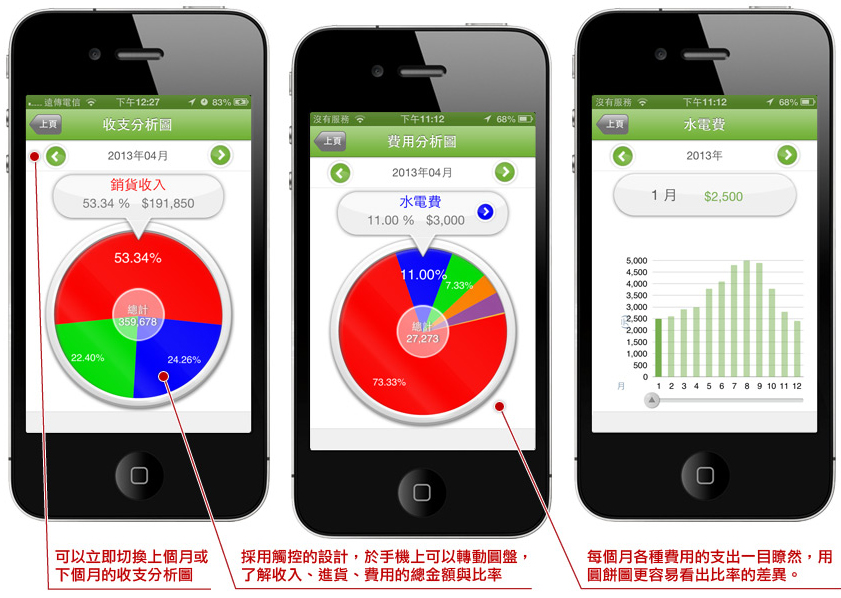 遠傳電信 下午12:27 83%
上頁 收支分析圖
2013年04月
銷貨收入
53.34 % $191,850
53.34%
總計
359,678
22.40%
24.26%
沒有服務 下午11:12 68%
上頁 費用分析圖
2013年04月
水電費
11.00 % $3,000
11.00%
7.33%
總計
27,273
73.33%
沒有服務 下午11:12 68%
上頁 水電費
2013年
1 月 $2,500
5,000
4,500
4,000
3,500
3,000
2,500
2,000
1,500
1,000
500
0
月 1 2 3 4 5 6 7 8 9 10 11 12
可以立即切換上個月或
下個月的收支分析圖
採用觸控的設計，於手機上可以轉動圓盤，
了解收入、進貨、費用的總金額與比率
每個月各種費用的支出一目瞭然，用
圓餅圖更容易看出比率的差異。